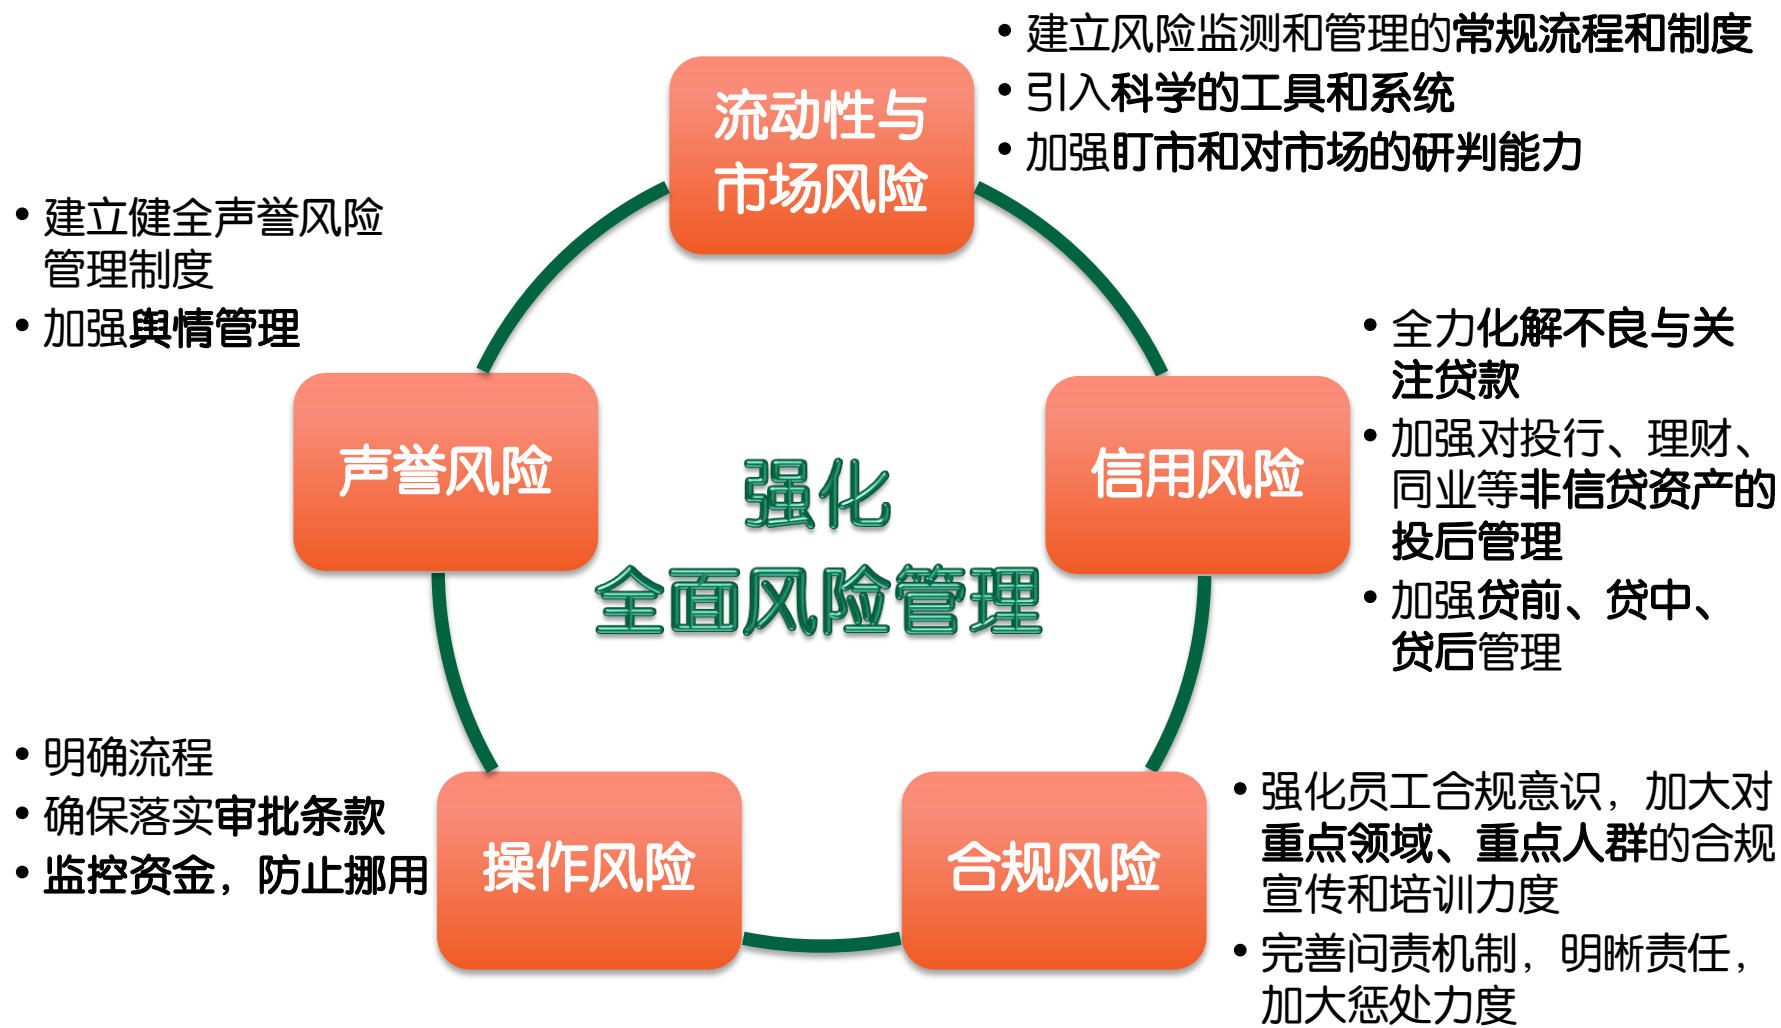 • 建立风险监测和管理的常规流程和制度
• 引入科学的工具和系统
• 加强盯市和对市场的研判能力
流动性与
市场风险
• 建立健全声誉风险
管理制度
• 加强舆情管理
声誉风险
• 全力化解不良与关
注贷款
• 加强对投行、理财、
同业等非信贷资产的
投后管理
• 加强贷前、贷中、
贷后管理
信用风险
强化
全面风险管理
• 明确流程
• 确保落实审批条款
• 监控资金，防止挪用
操作风险
合规风险
• 强化员工合规意识，加大对
重点领域、重点人群的合规
宣传和培训力度
• 完善问责机制，明晰责任，
加大惩处力度